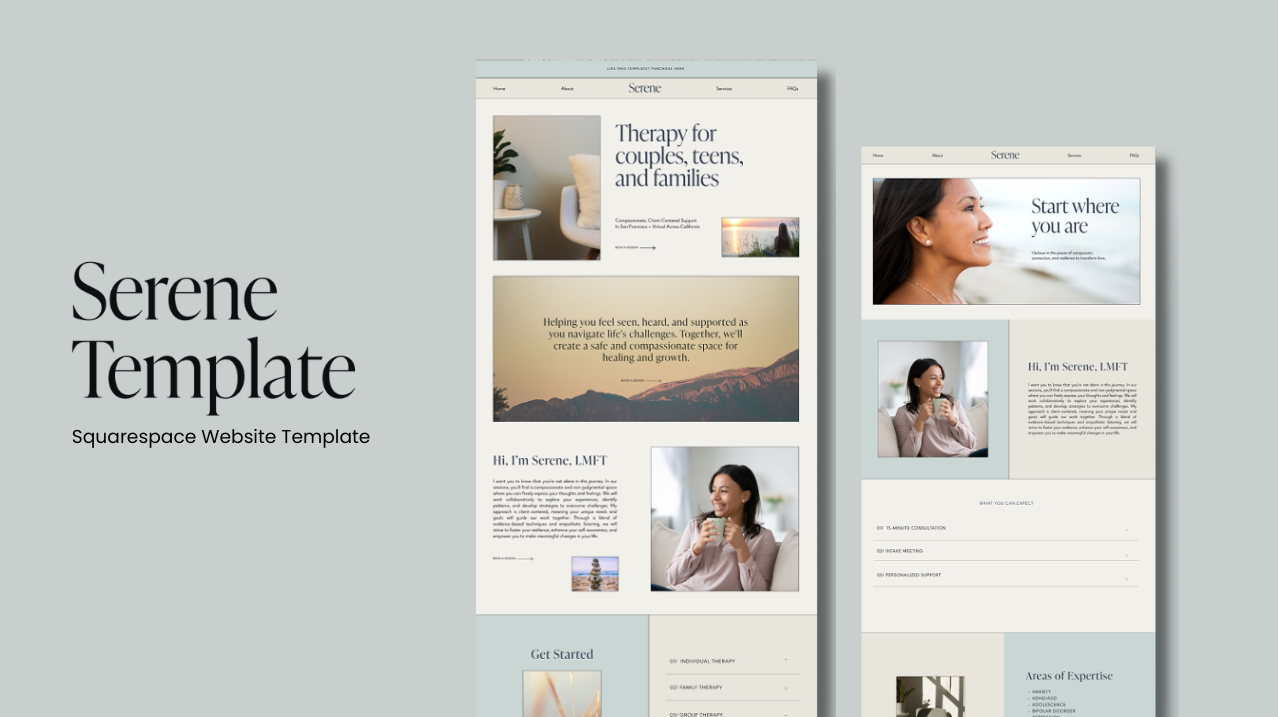 Serene
Template
Squarespace Website Template
LIKE THIS TEMPLATE? PURCHASE HERE
Home
About
Serene
Services
FAQs
Therapy for
couples, teens,
and families
Compassionate, Client-Centered Support
In San Francisco + Virtual Across California
BOOK A SESSION
Helping you feel seen, heard, and supported as
you navigate life's challenges. Together, we'll
create a safe and compassionate space for
healing and growth.
BOOK A SESSION
Hi, I'm Serene, LMFT
I want you to know that you're not alone in this journey. In our
sessions, you'll find a compassionate and non-judgmental space
where you can freely express your thoughts and feelings. We will
work collaboratively to explore your experiences, identify
patterns, and develop strategies to overcome challenges. My
approach is client-centered, meaning your unique needs and
goals will guide our work together. Through a blend of
evidence-based techniques and empathetic listening, we will
strive to foster your resilience, enhance your self-awareness, and
empower you to make meaningful changes in your life.
BOOK A SESSION
Get Started
01/ INDIVIDUAL THERAPY
02/ FAMILY THERAPY
03/ GROUP THERAPY
Home
About
Serene
Services
FAQs
Start where
you are
I believe in the power of compassion,
connection, and resilience to transform lives.
Hi, I'm Serene, LMFT
I want you to know that you're not alone in this journey. In our
sessions, you'll find a compassionate and non-judgmental space
where you can freely express your thoughts and feelings. We will
work collaboratively to explore your experiences, identify
patterns, and develop strategies to overcome challenges. My
approach is client-centered, meaning your unique needs and
goals will guide our work together. Through a blend of
evidence-based techniques and empathetic listening, we will
strive to foster your resilience, enhance your self-awareness, and
empower you to make meaningful changes in your life.
WHAT YOU CAN EXPECT
01/ 15-MINUTE CONSULTATION
02/ INTAKE MEETING
03/ PERSONALIZED SUPPORT
Areas of Expertise
- ANXIETY
- ADHD/ADD
- ADOLESCENCE
- BIPOLAR DISORDER